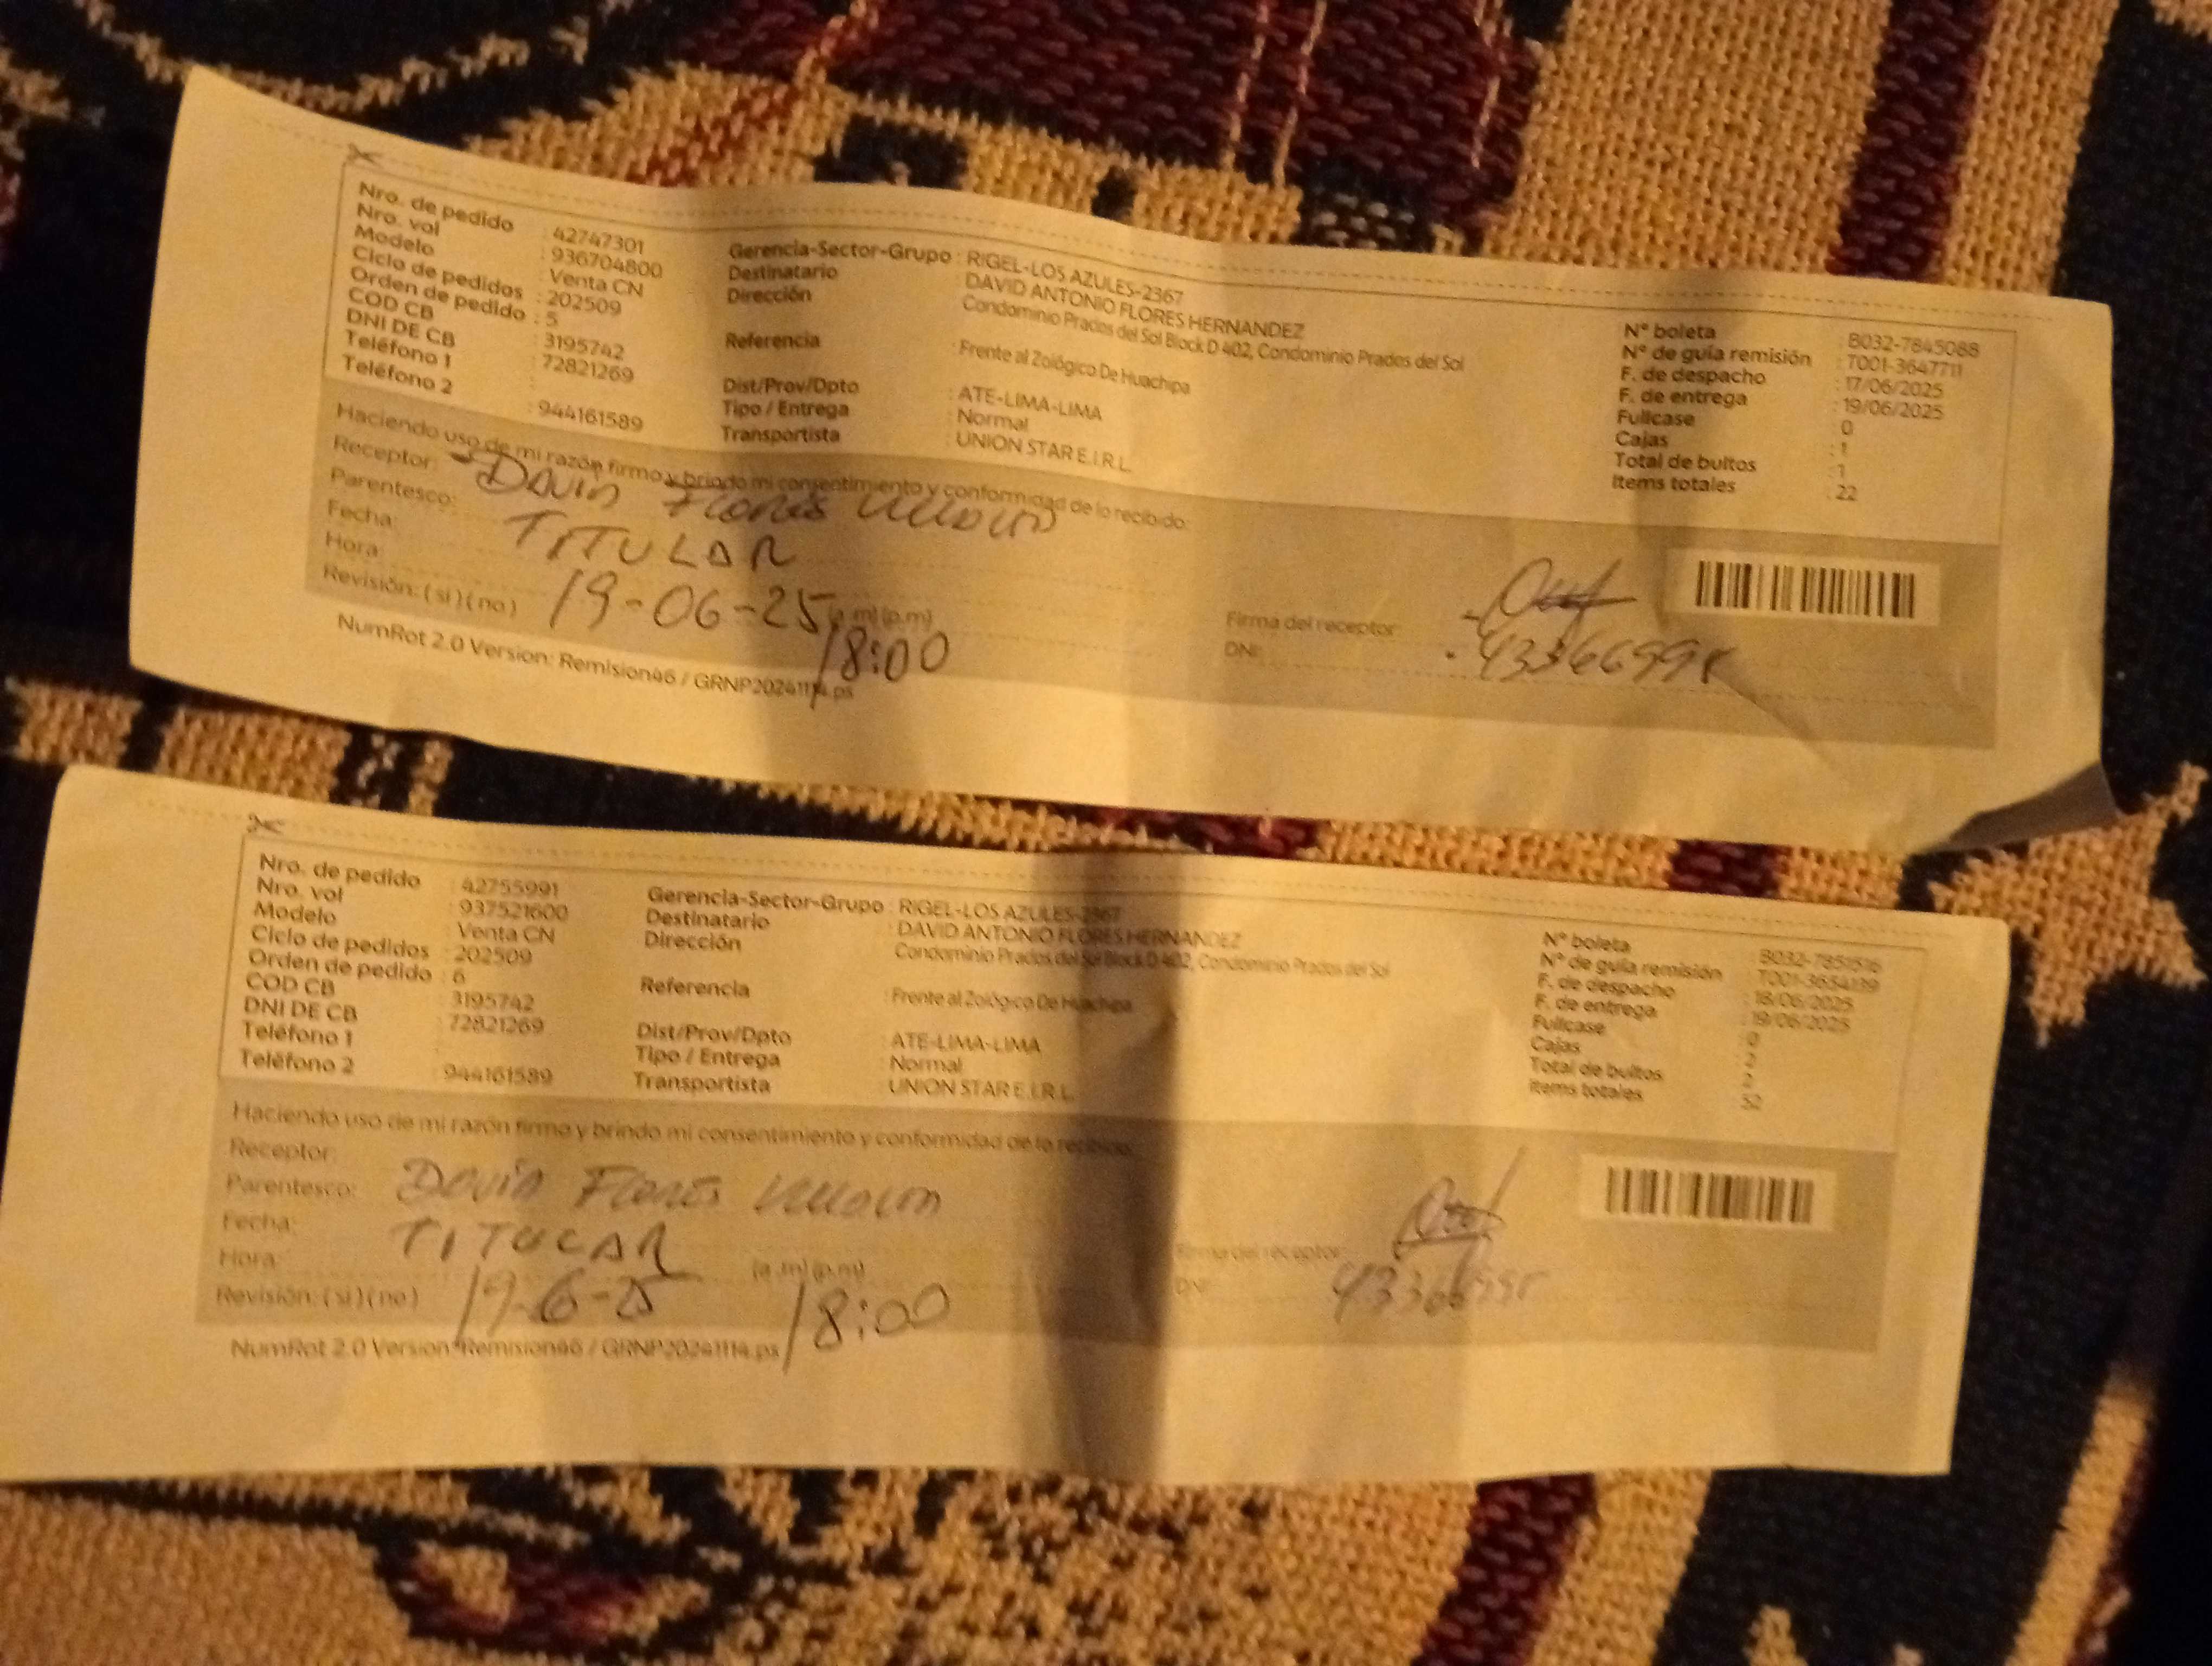 Nro. de pedido : 42747301
Nro. vol : 936704800
Modelo : Venta CN
Ciclo de pedidos : 202509
Orden de pedido : 5
COD CB : 3195742
DNI DE CB : 72821269
Teléfono 1 :
Teléfono 2 : 944161589
Gerencia-Sector-Grupo : RIGEL-LOS AZULES-2367
Destinatario : DAVID ANTONIO FLORES HERNANDEZ
Dirección : Condominio Prados del Sol Block D 402, Condominio Prados del Sol
Referencia : Frente al Zológico De Huachipa
Dist/Prov/Dpto : ATE-LIMA-LIMA
Tipo / Entrega : Normal
Transportista : UNION STAR E.I.R.L.
N° boleta : B032-7845088
N° de guía remisión : T001-3647711
F. de despacho : 17/06/2025
F. de entrega : 19/06/2025
Fullcase : 0
Cajas : 1
Total de bultos : 1
Items totales : 22
Haciendo uso de mi razón firmo y brindo mi consentimiento y conformidad de lo recibido:
Receptor: David Flores
Parentesco: TITULAR
Fecha: 19-06-25
Hora: (a.m) (p.m) 18:00
Revisión: ( si ) ( no )
Firma del receptor:
DNI:
NumRot 2.0 Version: Remision46 / GRNP20241114.ps
Nro. de pedido : 42755991
Nro. vol : 937521600
Modelo : Venta CN
Ciclo de pedidos : 202509
Orden de pedido : 6
COD CB : 3195742
DNI DE CB : 72821269
Teléfono 1
Teléfono 2 : 944161589
Gerencia-Sector-Grupo : RIGEL-LOS AZULES-2367
Destinatario : DAVID ANTONIO FLORES HERNANDEZ
Dirección : Condominio Prados del Sol Block D 402, Condominio Prados del Sol
Referencia : Frente al Zológico De Huachipa
Dist/Prov/Dpto : ATE-LIMA-LIMA
Tipo / Entrega : Normal
Transportista : UNION STAR E.I.R.L.
N° boleta
N° de guía remisión
F. de despacho : 18/06/2025
F. de entrega : 19/06/2025
Fullcase : 0
Cajas : 2
Total de bultos : 2
Items totales : 52
Haciendo uso de mi razón firmo y brindo mi consentimiento y conformidad de lo recibido:
Receptor: David Flores
Parentesco: TITULAR
Fecha: 19-6-25
Hora: (a.m) (p.m) 18:00
Revisión: ( si ) ( no )
Firma del receptor:
DNI:
NumRot 2.0 Version: Remision46 / GRNP20241114.ps